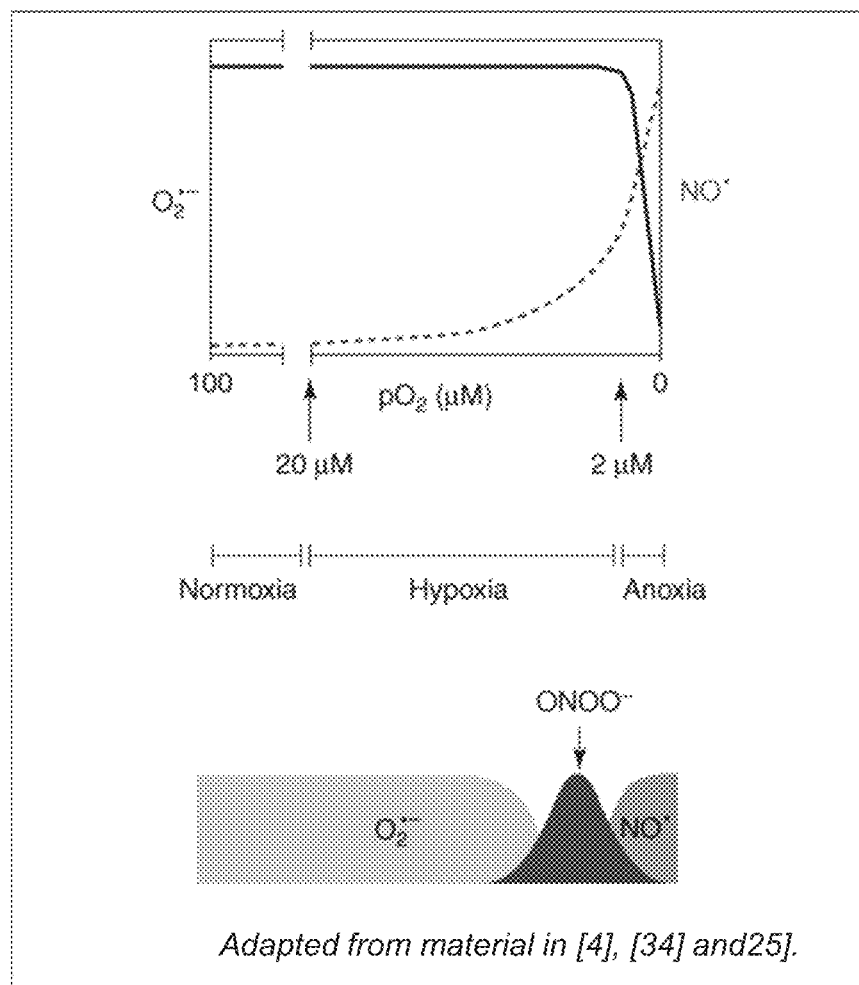 O₂•–
NO•
100
pO₂ (µM)
0
20 µM
2 µM
Normoxia
Hypoxia
Anoxia
ONOO–
O₂•–
NO•
Adapted from material in [4], [34] and25].